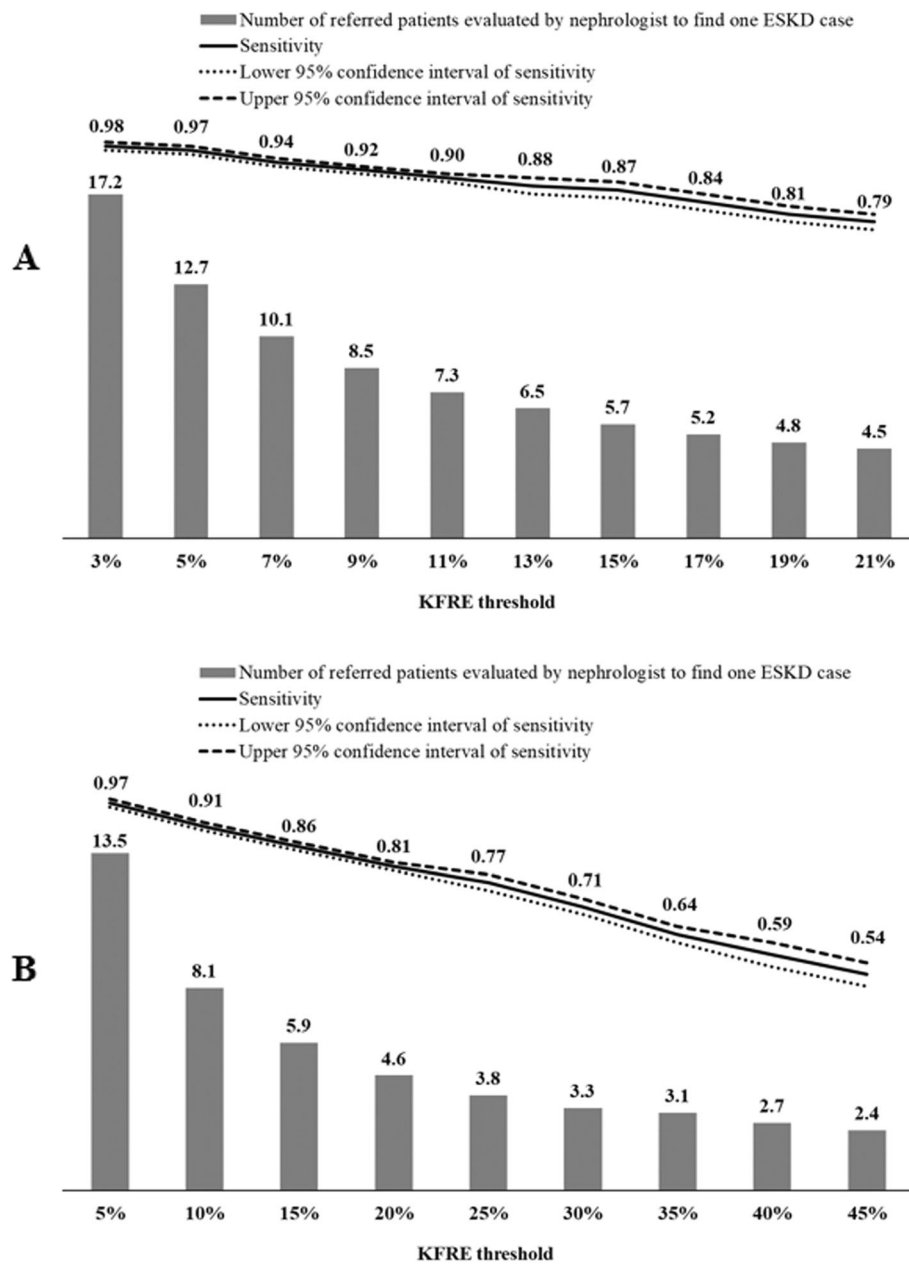 Number of referred patients evaluated by nephrologist to find one ESKD case
Sensitivity
Lower 95% confidence interval of sensitivity
Upper 95% confidence interval of sensitivity
0.98 0.97 0.94 0.92 0.90 0.88 0.87 0.84 0.81 0.79
17.2 12.7 10.1 8.5 7.3 6.5 5.7 5.2 4.8 4.5
A
3% 5% 7% 9% 11% 13% 15% 17% 19% 21%
KFRE threshold
Number of referred patients evaluated by nephrologist to find one ESKD case
Sensitivity
Lower 95% confidence interval of sensitivity
Upper 95% confidence interval of sensitivity
0.97 0.91 0.86 0.81 0.77 0.71 0.64 0.59 0.54
13.5 8.1 5.9 4.6 3.8 3.3 3.1 2.7 2.4
B
5% 10% 15% 20% 25% 30% 35% 40% 45%
KFRE threshold